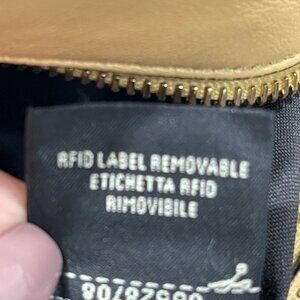 RFID LABEL REMOVABLE
ETICHETTA RFID
RIMOVIBILE